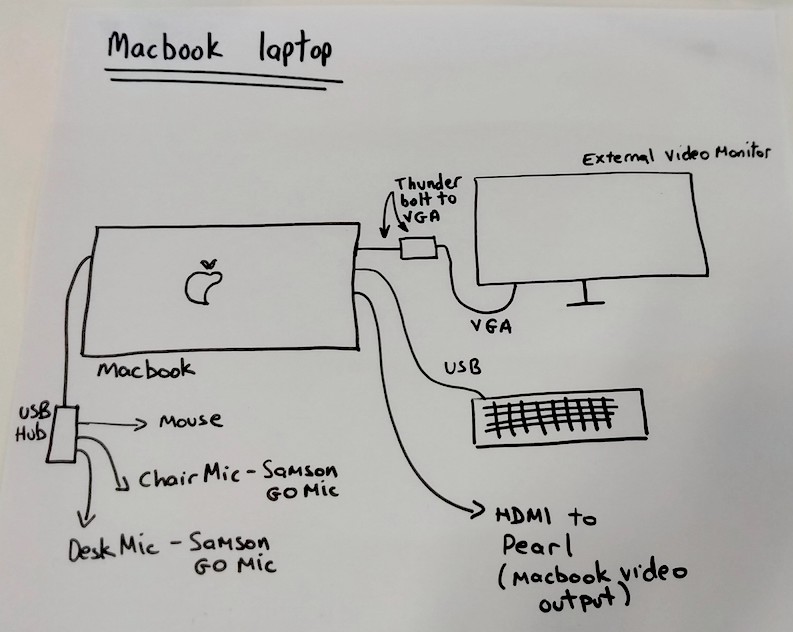 Macbook laptop
External Video Monitor
Thunder
bolt to
VGA
VGA
Macbook
USB
USB
Hub
Mouse
Chair Mic - Samson
GO Mic
Desk Mic - Samson
GO Mic
HDMI to
Pearl
(Macbook video
output)